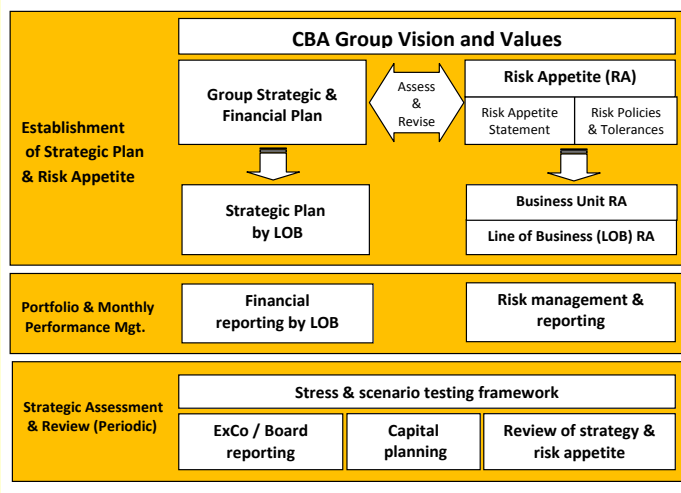 CBA Group Vision and Values
Establishment
of Strategic Plan
& Risk Appetite
Group Strategic &
Financial Plan
Assess
&
Revise
Risk Appetite (RA)
Risk Appetite
Statement
Risk Policies
& Tolerances
Strategic Plan
by LOB
Business Unit RA
Line of Business (LOB) RA
Portfolio & Monthly
Performance Mgt.
Financial
reporting by LOB
Risk management &
reporting
Strategic Assessment
& Review (Periodic)
Stress & scenario testing framework
ExCo / Board
reporting
Capital
planning
Review of strategy &
risk appetite